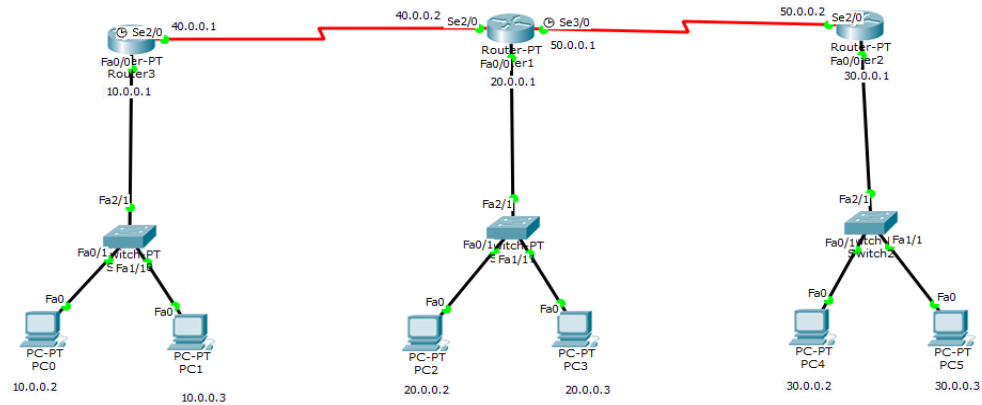 40.0.0.1
Se2/0
Fa0/0
Router3
10.0.0.1
40.0.0.2
Se2/0
Se3/0
50.0.0.1
Router-PT
Fa0/0
20.0.0.1
50.0.0.2
Se2/0
Router-PT
Fa0/0
30.0.0.1
Fa2/1
Fa0/1
Fa2/1
Fa0/1
Fa2/1
Fa0/1
Fa1/1
Switch2
Fa0
Fa0
PC-PT
PC0
PC-PT
PC1
10.0.0.2
10.0.0.3
Fa0
Fa0
PC-PT
PC2
PC-PT
PC3
20.0.0.2
20.0.0.3
Fa0
Fa0
PC-PT
PC4
PC-PT
PC5
30.0.0.2
30.0.0.3